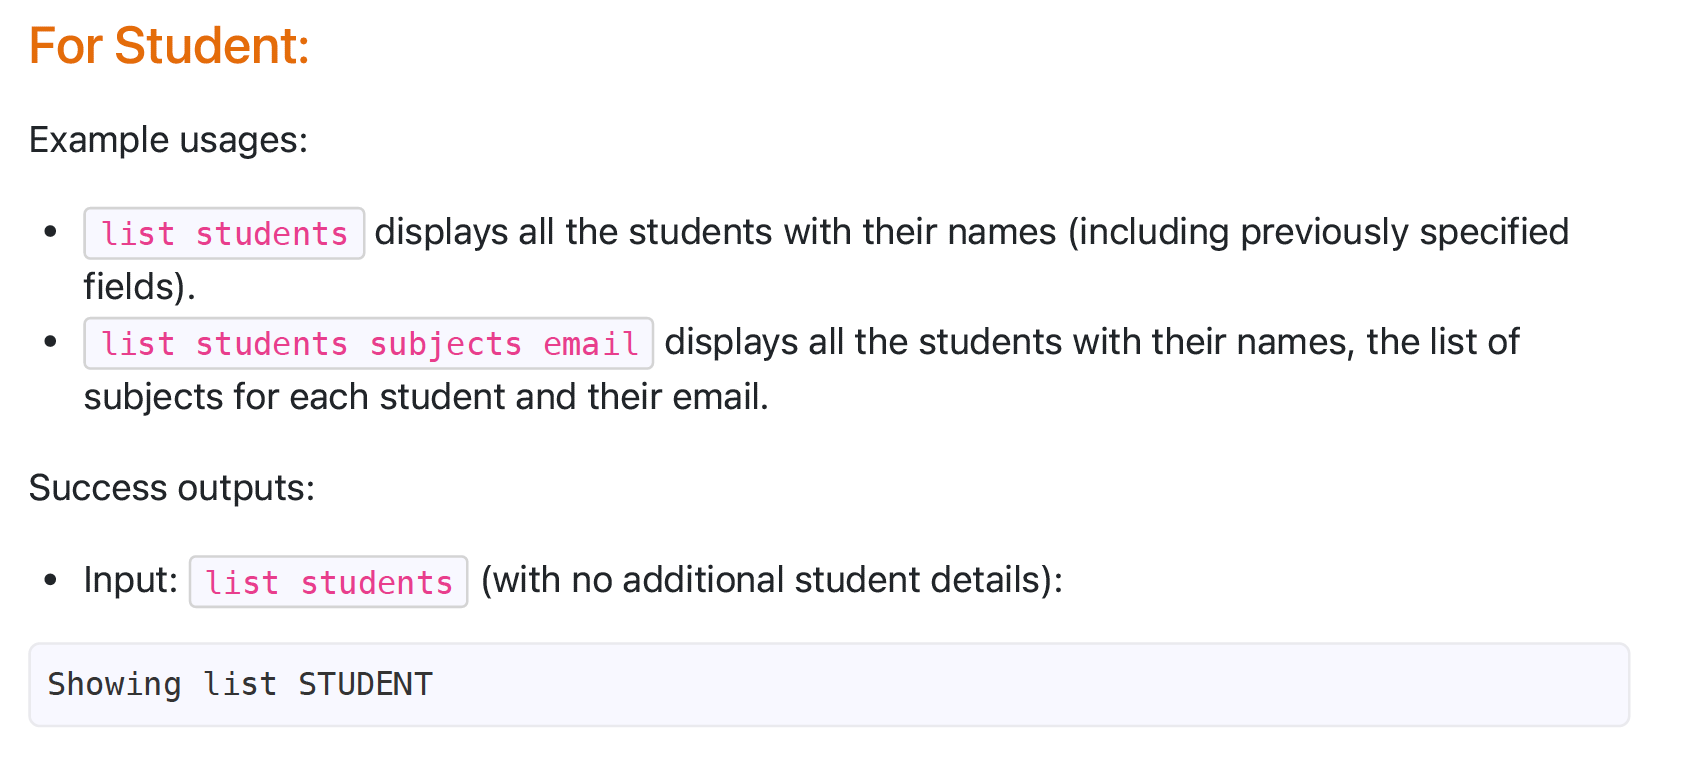 For Student:
Example usages:
• list students displays all the students with their names (including previously specified
fields).
• list students subjects email displays all the students with their names, the list of
subjects for each student and their email.
Success outputs:
• Input: list students (with no additional student details):
Showing list STUDENT